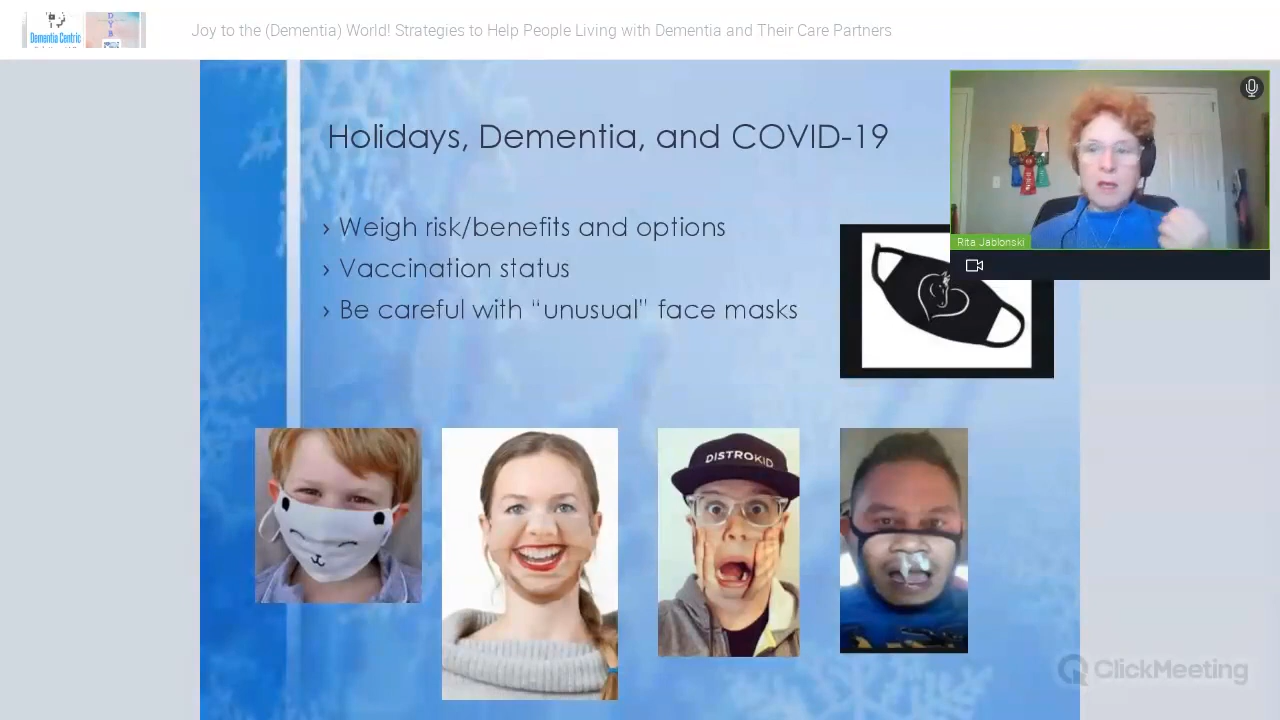 Dementia Centric
Joy to the (Dementia) World! Strategies to Help People Living with Dementia and Their Care Partners
Holidays, Dementia, and COVID-19
Rita Jablonski
› Weigh risk/benefits and options
› Vaccination status
› Be careful with “unusual” face masks
DISTROKID
ClickMeeting